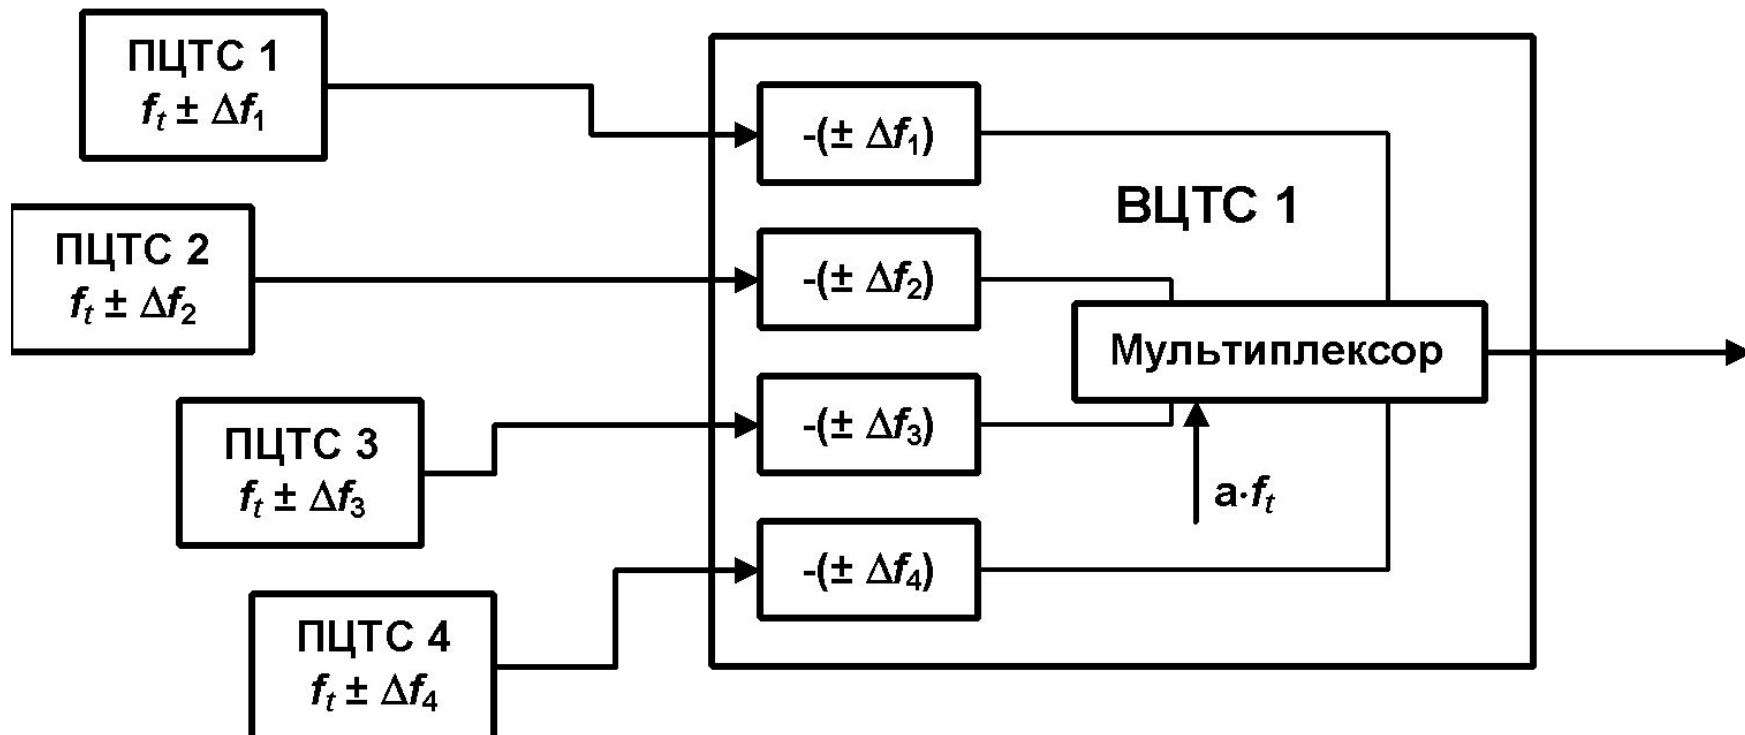 ПЦТС 1
fₜ ± Δf₁
ПЦТС 2
fₜ ± Δf₂
ПЦТС 3
fₜ ± Δf₃
ПЦТС 4
fₜ ± Δf₄
-(± Δf₁)
-(± Δf₂)
-(± Δf₃)
-(± Δf₄)
ВЦТС 1
Мультиплексор
a·fₜ